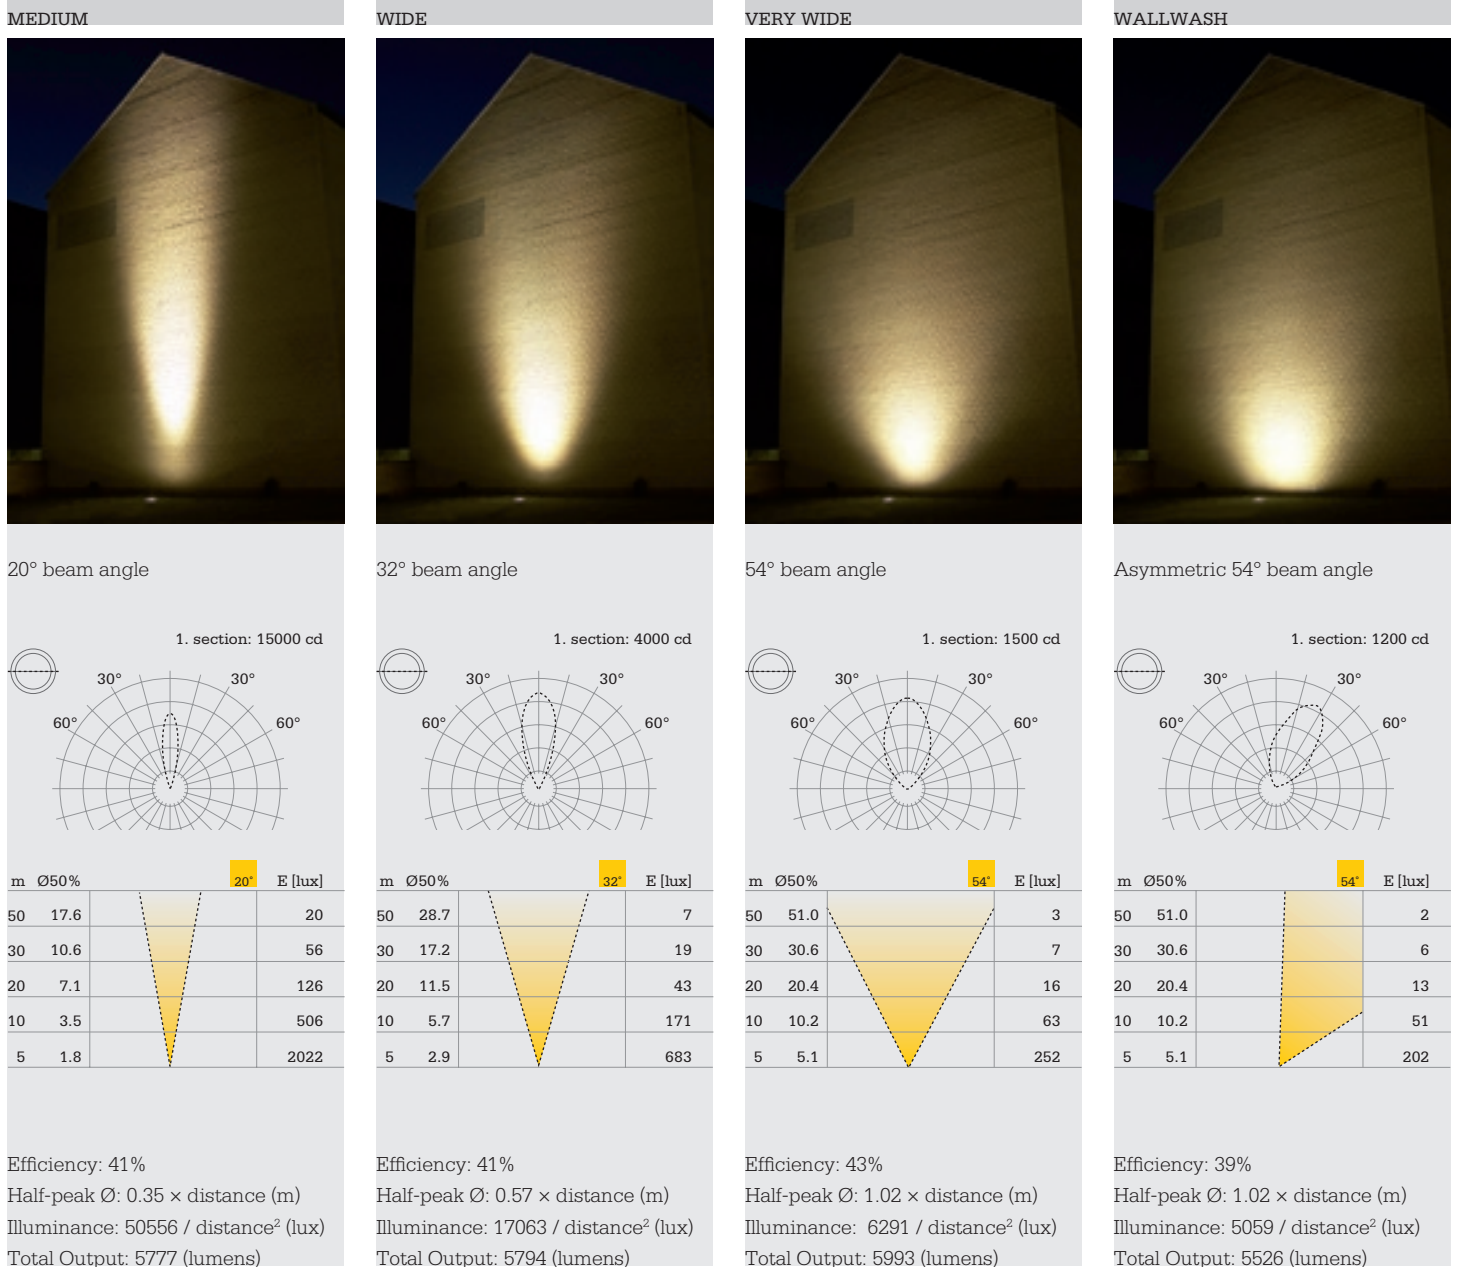 MEDIUM
20° beam angle
1. section: 15000 cd
30° 30°
60° 60°
m Ø50% 20° E [lux]
50 17.6 20
30 10.6 56
20 7.1 126
10 3.5 506
5 1.8 2022
Efficiency: 41%
Half-peak Ø: 0.35 × distance (m)
Illuminance: 50556 / distance² (lux)
Total Output: 5777 (lumens)
WIDE
32° beam angle
1. section: 4000 cd
30° 30°
60° 60°
m Ø50% 32° E [lux]
50 28.7 7
30 17.2 19
20 11.5 43
10 5.7 171
5 2.9 683
Efficiency: 41%
Half-peak Ø: 0.57 × distance (m)
Illuminance: 17063 / distance² (lux)
Total Output: 5794 (lumens)
VERY WIDE
54° beam angle
1. section: 1500 cd
30° 30°
60° 60°
m Ø50% 54° E [lux]
50 51.0 3
30 30.6 7
20 20.4 16
10 10.2 63
5 5.1 252
Efficiency: 43%
Half-peak Ø: 1.02 × distance (m)
Illuminance: 6291 / distance² (lux)
Total Output: 5993 (lumens)
WALLWASH
Asymmetric 54° beam angle
1. section: 1200 cd
30° 30°
60° 60°
m Ø50% 54° E [lux]
50 51.0 2
30 30.6 6
20 20.4 13
10 10.2 51
5 5.1 202
Efficiency: 39%
Half-peak Ø: 1.02 × distance (m)
Illuminance: 5059 / distance² (lux)
Total Output: 5526 (lumens)